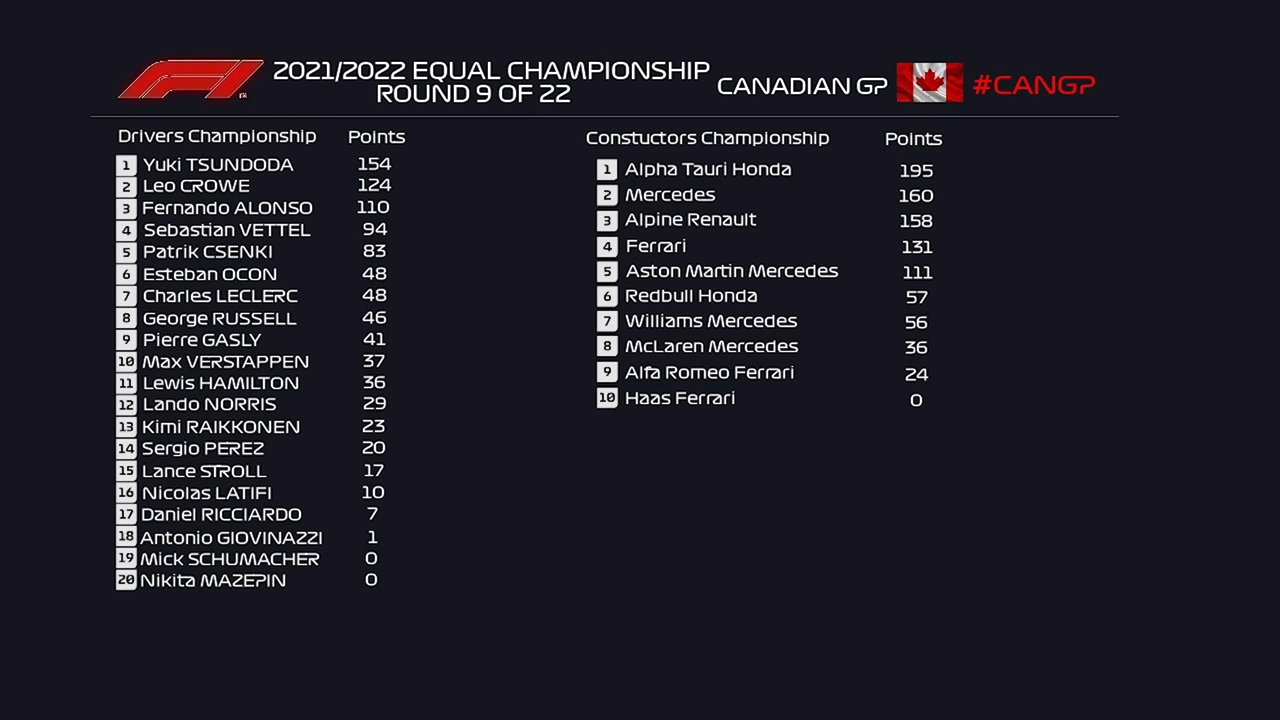 F1
2021/2022 EQUAL CHAMPIONSHIP
ROUND 9 OF 22
CANADIAN GP #CANGP
Drivers Championship Points
1 Yuki TSUNDODA 154
2 Leo CROWE 124
3 Fernando ALONSO 110
4 Sebastian VETTEL 94
5 Patrik CSENKI 83
6 Esteban OCON 48
7 Charles LECLERC 48
8 George RUSSELL 46
9 Pierre GASLY 41
10 Max VERSTAPPEN 37
11 Lewis HAMILTON 36
12 Lando NORRIS 29
13 Kimi RAIKKONEN 23
14 Sergio PEREZ 20
15 Lance STROLL 17
16 Nicolas LATIFI 10
17 Daniel RICCIARDO 7
18 Antonio GIOVINAZZI 1
19 Mick SCHUMACHER 0
20 Nikita MAZEPIN 0
Constuctors Championship Points
1 Alpha Tauri Honda 195
2 Mercedes 160
3 Alpine Renault 158
4 Ferrari 131
5 Aston Martin Mercedes 111
6 Redbull Honda 57
7 Williams Mercedes 56
8 McLaren Mercedes 36
9 Alfa Romeo Ferrari 24
10 Haas Ferrari 0